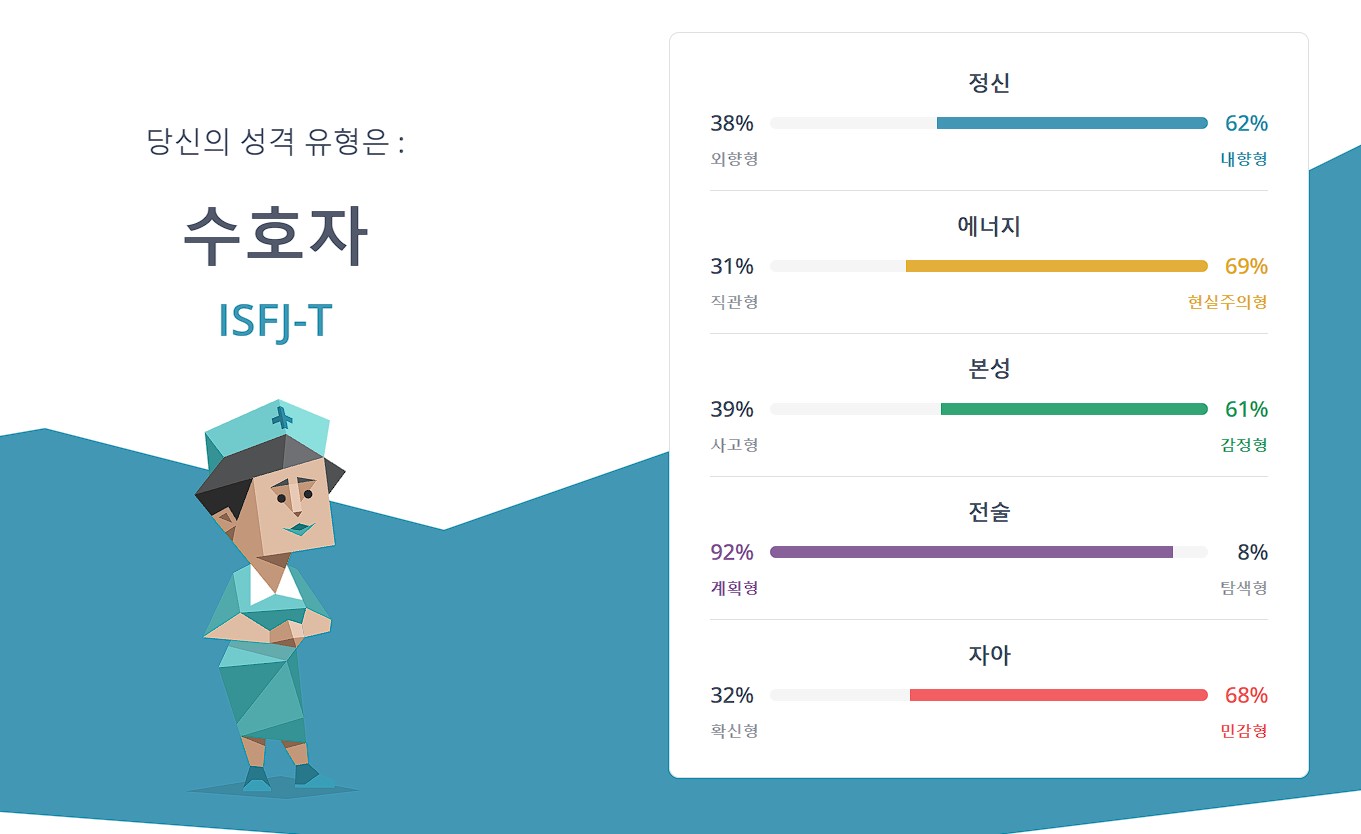 당신의 성격 유형은 :
수호자
ISFJ-T
정신
38% 62%
외향형 내향형
에너지
31% 69%
직관형 현실주의형
본성
39% 61%
사고형 감정형
전술
92% 8%
계획형 탐색형
자아
32% 68%
확신형 민감형